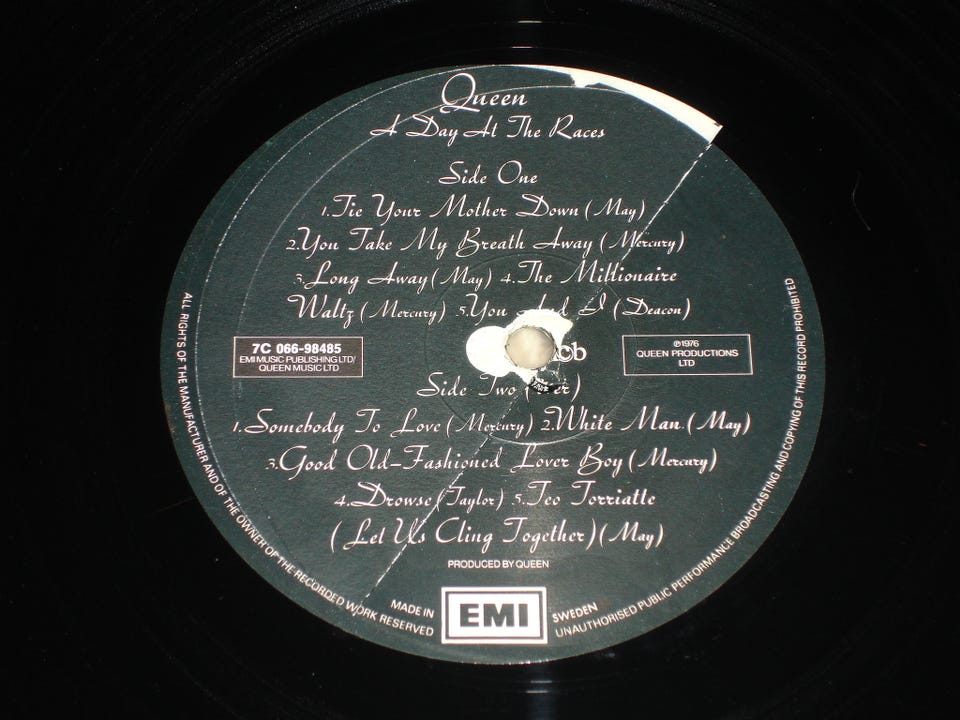 Queen
A Day At The Races
Side One
1.Tie Your Mother Down (May)
2.You Take My Breath Away (Mercury)
3.Long Away (May) 4.The Millionaire
Waltz (Mercury) 5.You And I (Deacon)
7C 066-98485
EMI MUSIC PUBLISHING LTD/
QUEEN MUSIC LTD
℗1976
QUEEN PRODUCTIONS
LTD
Side Two
1.Somebody To Love (Mercury) 2.White Man.(May)
3.Good Old-Fashioned Lover Boy (Mercury)
4.Drowse (Taylor) 5.Teo Torriatte
(Let Us Cling Together)(May)
PRODUCED BY QUEEN
MADE IN
EMI
SWEDEN
ALL RIGHTS OF THE MANUFACTURER AND OF THE OWNER OF THE RECORDED WORK RESERVED
UNAUTHORISED PUBLIC PERFORMANCE BROADCASTING AND COPYING OF THIS RECORD PROHIBITED